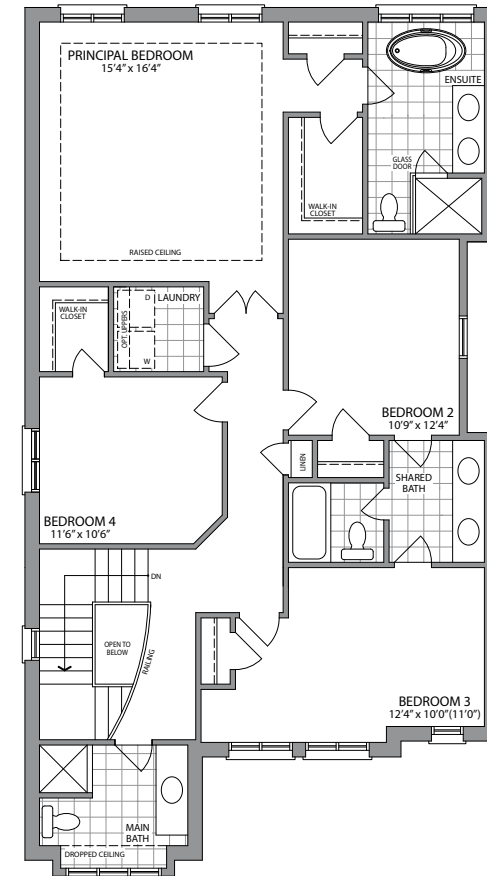 PRINCIPAL BEDROOM
15'4" x 16'4"
ENSUITE
GLASS
DOOR
WALK-IN
CLOSET
RAISED CEILING
WALK-IN
CLOSET
OPT. UPPERS
D
LAUNDRY
W
BEDROOM 2
10'9" x 12'4"
LINEN
SHARED
BATH
BEDROOM 4
11'6" x 10'6"
DN
OPEN TO
BELOW
RAILING
BEDROOM 3
12'4" x 10'0"(11'0")
MAIN
BATH
DROPPED CEILING